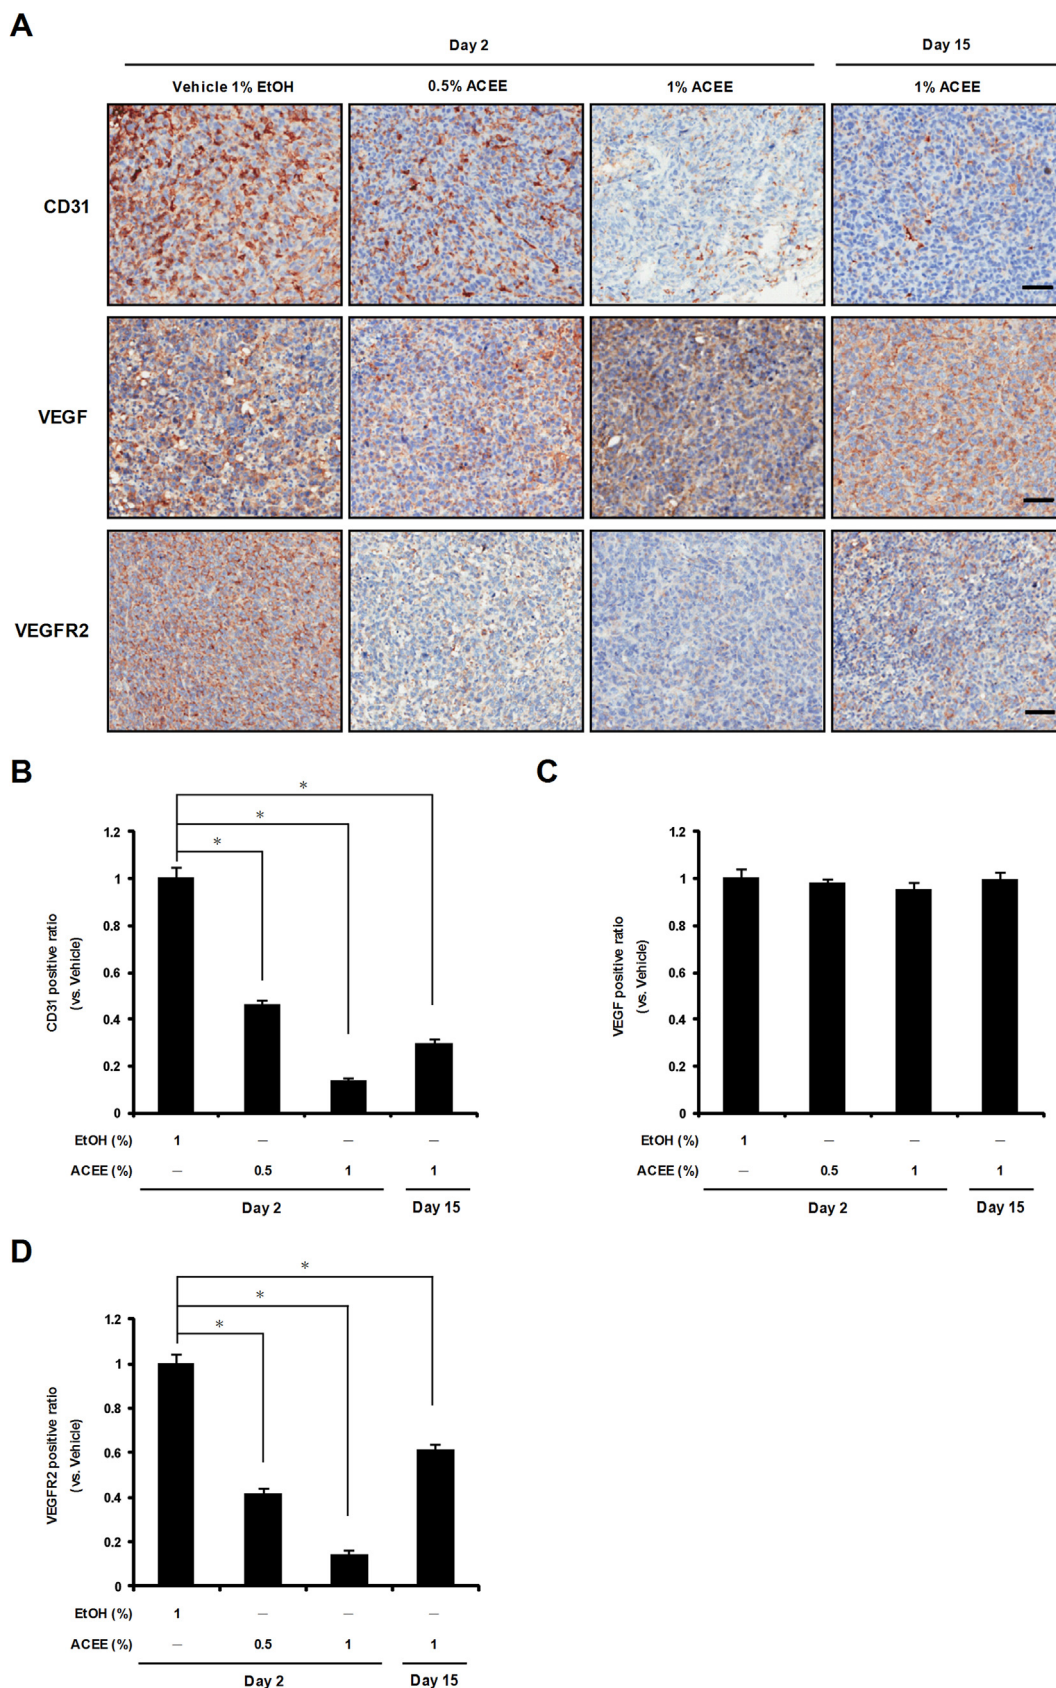 A
Day 2 Day 15
Vehicle 1% EtOH 0.5% ACEE 1% ACEE 1% ACEE
CD31
VEGF
VEGFR2
B
* 
*
*
1.2
1
0.8
0.6
0.4
0.2
0
CD31 positive ratio
(vs. Vehicle)
EtOH (%) 1 – – –
ACEE (%) – 0.5 1 1
Day 2 Day 15
C
1.2
1
0.8
0.6
0.4
0.2
0
VEGF positive ratio
(vs. Vehicle)
EtOH (%) 1 – – –
ACEE (%) – 0.5 1 1
Day 2 Day 15
D
*
*
*
1.2
1
0.8
0.6
0.4
0.2
0
VEGFR2 positive ratio
(vs. Vehicle)
EtOH (%) 1 – – –
ACEE (%) – 0.5 1 1
Day 2 Day 15